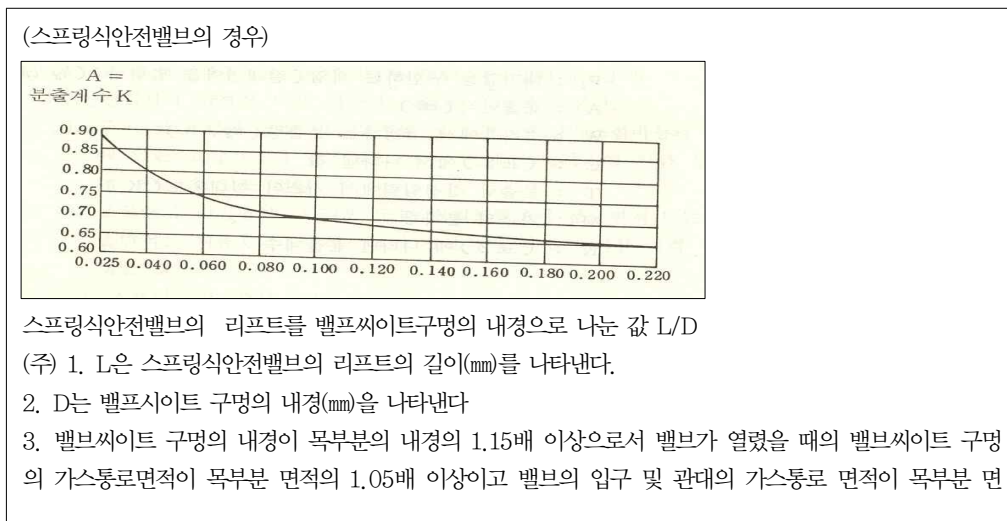 (스프링식안전밸브의 경우)
A =
분출계수K
0.90
0.85
0.80
0.75
0.70
0.65
0.60
0.025 0.040 0.060 0.080 0.100 0.120 0.140 0.160 0.180 0.200 0.220
스프링식안전밸브의 리프트를 밸프씨이트구멍의 내경으로 나눈 값 L/D
(주) 1. L은 스프링식안전밸브의 리프트의 길이(㎜)를 나타낸다.
2. D는 밸프시이트 구멍의 내경(㎜)을 나타낸다
3. 밸브씨이트 구멍의 내경이 목부분의 내경의 1.15배 이상으로서 밸브가 열렸을 때의 밸브씨이트 구멍
의 가스통로면적이 목부분 면적의 1.05배 이상이고 밸브의 입구 및 관대의 가스통로 면적이 목부분 면